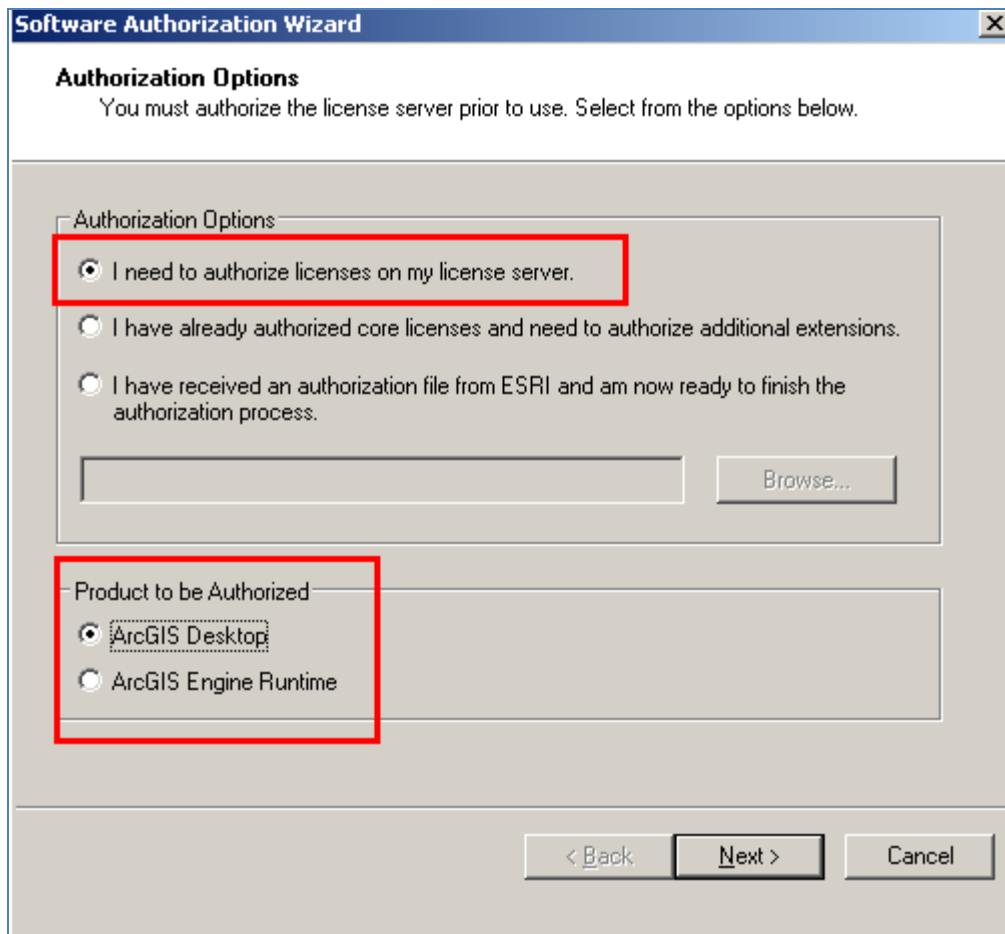 Software Authorization Wizard
Authorization Options
You must authorize the license server prior to use. Select from the options below.
Authorization Options
I need to authorize licenses on my license server.
I have already authorized core licenses and need to authorize additional extensions.
I have received an authorization file from ESRI and am now ready to finish the
authorization process.
Browse...
Product to be Authorized
ArcGIS Desktop
ArcGIS Engine Runtime
< Back Next > Cancel